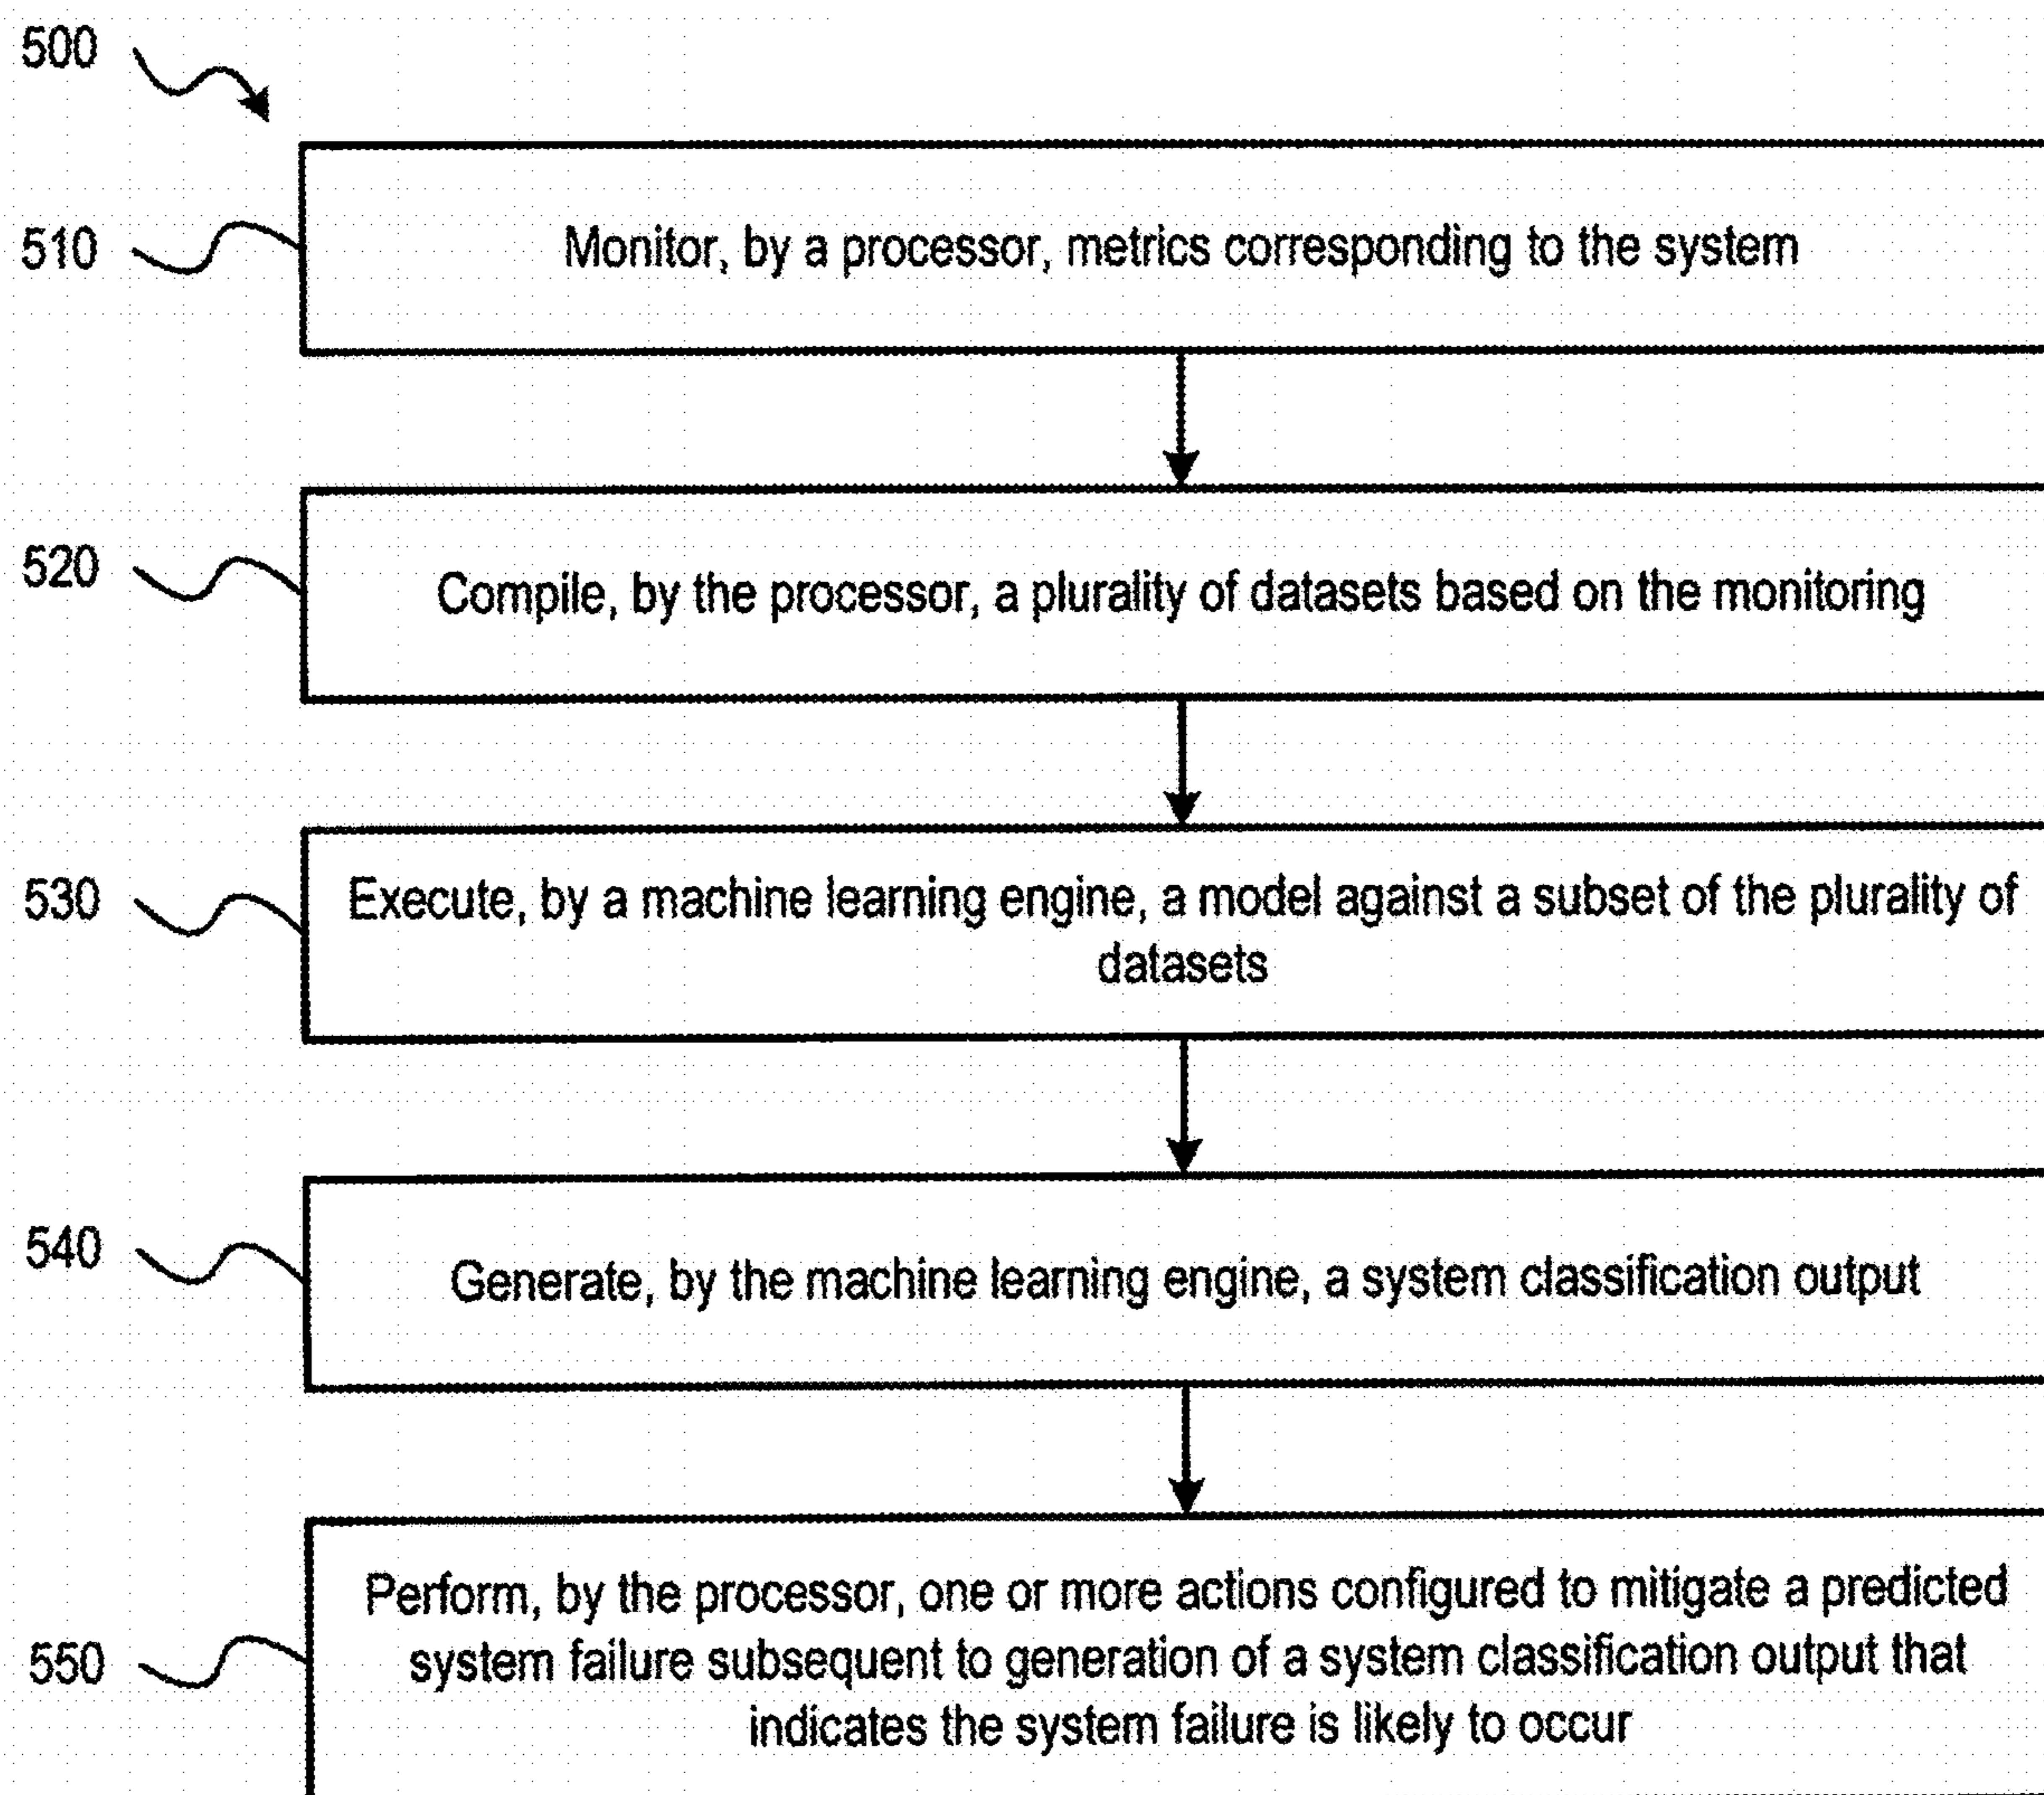 500
510
Monitor, by a processor, metrics corresponding to the system
520
Compile, by the processor, a plurality of datasets based on the monitoring
530
Execute, by a machine learning engine, a model against a subset of the plurality of
datasets
540
Generate, by the machine learning engine, a system classification output
550
Perform, by the processor, one or more actions configured to mitigate a predicted
system failure subsequent to generation of a system classification output that
indicates the system failure is likely to occur